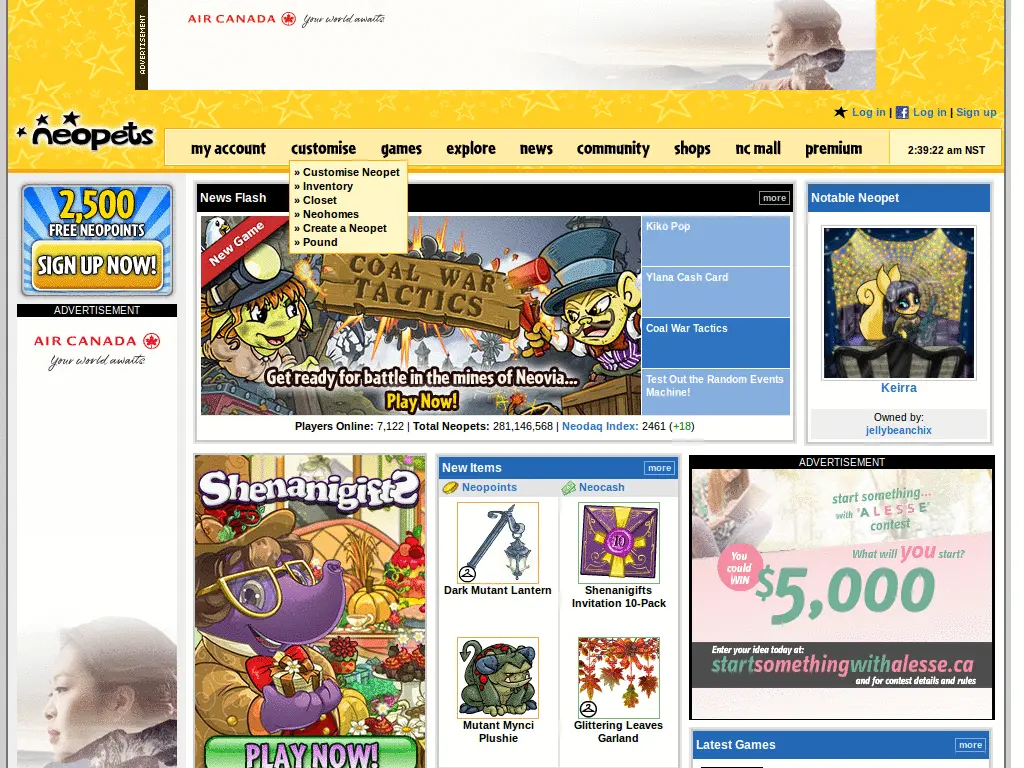 ADVERTISEMENT
AIR CANADA Your world awaits.
Log in | Log in | Sign up
neopets
my account customise games explore news community shops nc mall premium 2:39:22 am NST
» Customise Neopet
» Inventory
» Closet
» Neohomes
» Create a Neopet
» Pound
2,500
FREE NEOPOINTS
SIGN UP NOW!
ADVERTISEMENT
AIR CANADA
Your world awaits.
News Flash more
New Game
COAL WAR
TACTICS
Get ready for battle in the mines of Neovia...
Play Now!
Kiko Pop
Ylana Cash Card
Coal War Tactics
Test Out the Random Events
Machine!
Players Online: 7,122 | Total Neopets: 281,146,568 | Neodaq Index: 2461 (+18)
Notable Neopet
Keirra
Owned by:
jellybeanchix
Shenanigifts
PLAY NOW!
New Items more
Neopoints Neocash
10
Dark Mutant Lantern
Shenanigifts
Invitation 10-Pack
Mutant Mynci
Plushie
Glittering Leaves
Garland
ADVERTISEMENT
start something...
with "ALESSE"
contest
What will you start?
You
could
WIN
$5,000
Enter your idea today at:
startsomethingwithalesse.ca
and for contest details and rules
Latest Games more